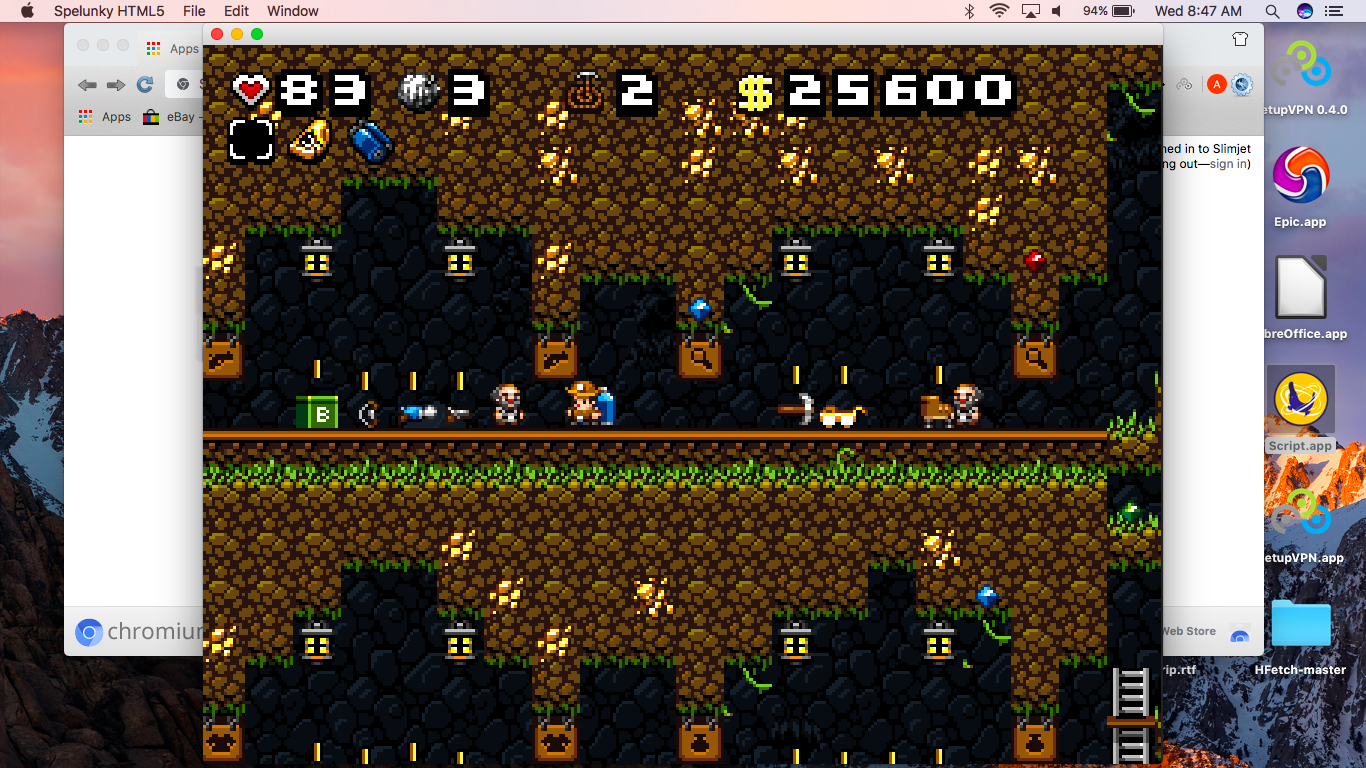 Spelunky HTML5 File Edit Window 94% Wed 8:47 AM
Apps
S A etupVPN 0.4.0
Apps eBay -
83 3 2 $25600
ned in to Slimjet
ng out—sign in)
Epic.app
breOffice.app
B
Script.app
etupVPN.app
chromium Web Store
rip.rtf HFetch-master